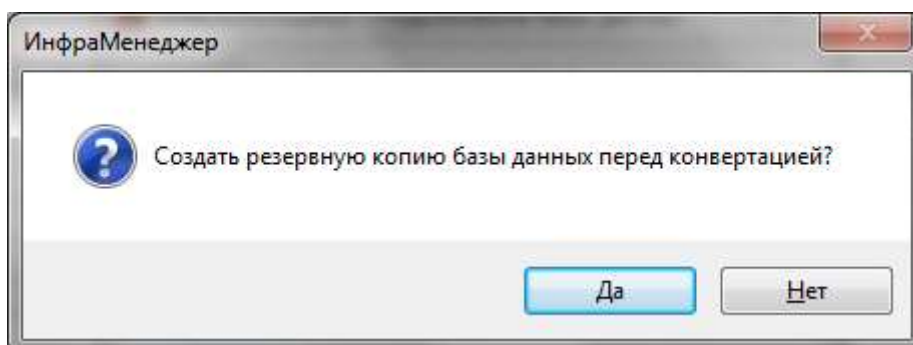 ИнфраМенеджер
Создать резервную копию базы данных перед конвертацией?
Да
Нет